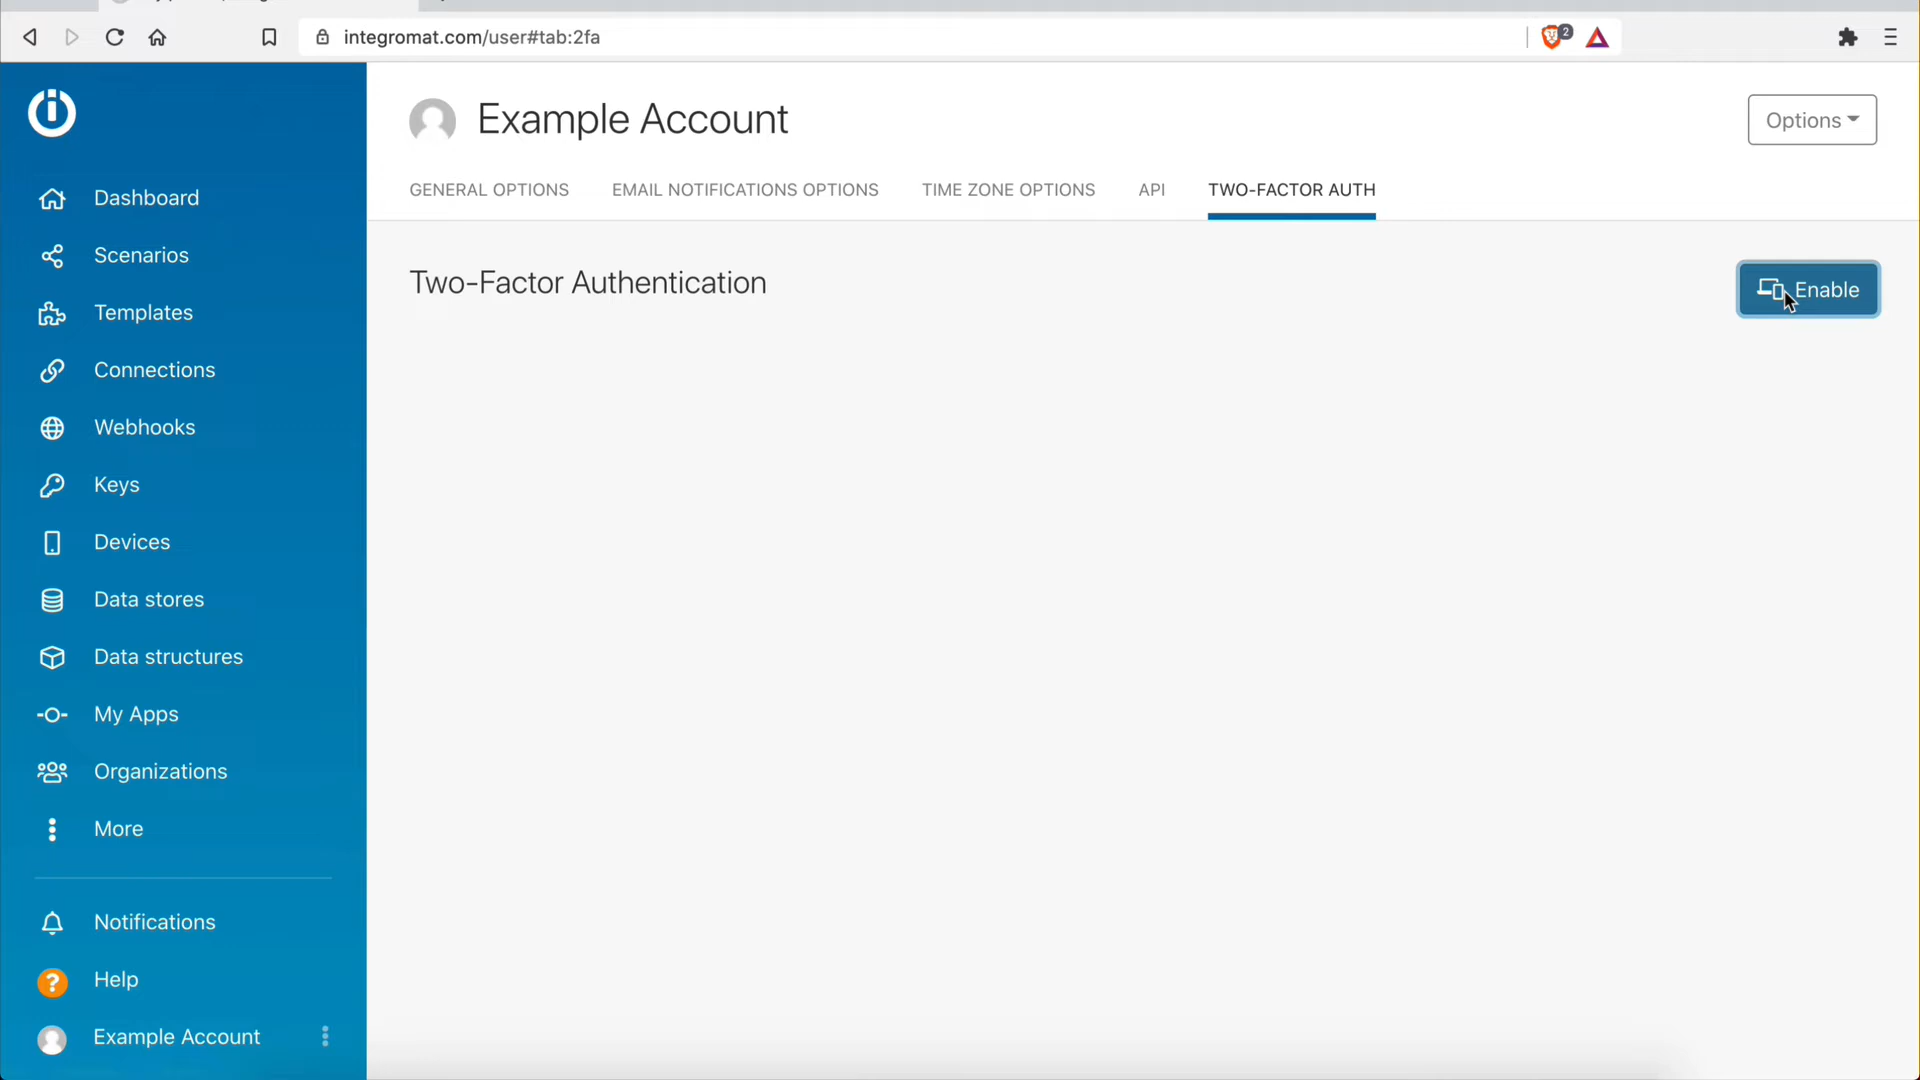 integromat.com/user#tab:2fa
2
Example Account
Options
GENERAL OPTIONS
EMAIL NOTIFICATIONS OPTIONS
TIME ZONE OPTIONS
API
TWO-FACTOR AUTH
Two-Factor Authentication
Enable
Dashboard
Scenarios
Templates
Connections
Webhooks
Keys
Devices
Data stores
Data structures
My Apps
Organizations
More
Notifications
?
Help
Example Account